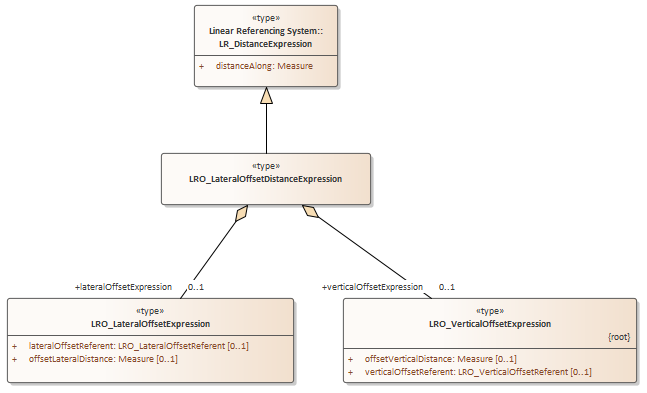 «type»
Linear Referencing System::
LR_DistanceExpression
+ distanceAlong: Measure
«type»
LRO_LateralOffsetDistanceExpression
+lateralOffsetExpression 0..1
+verticalOffsetExpression 0..1
«type»
LRO_LateralOffsetExpression
+ lateralOffsetReferent: LRO_LateralOffsetReferent [0..1]
+ offsetLateralDistance: Measure [0..1]
«type»
LRO_VerticalOffsetExpression
{root}
+ offsetVerticalDistance: Measure [0..1]
+ verticalOffsetReferent: LRO_VerticalOffsetReferent [0..1]